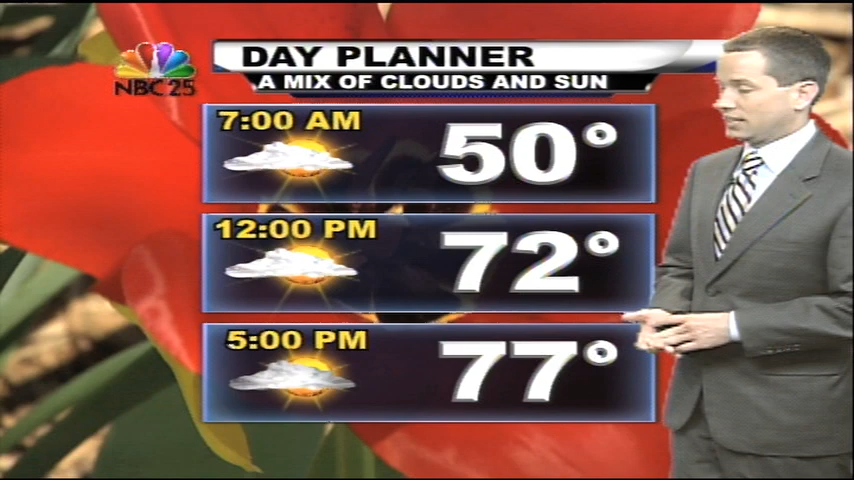 DAY PLANNER
A MIX OF CLOUDS AND SUN
NBC 25
7:00 AM
50°
12:00 PM
72°
5:00 PM
77°